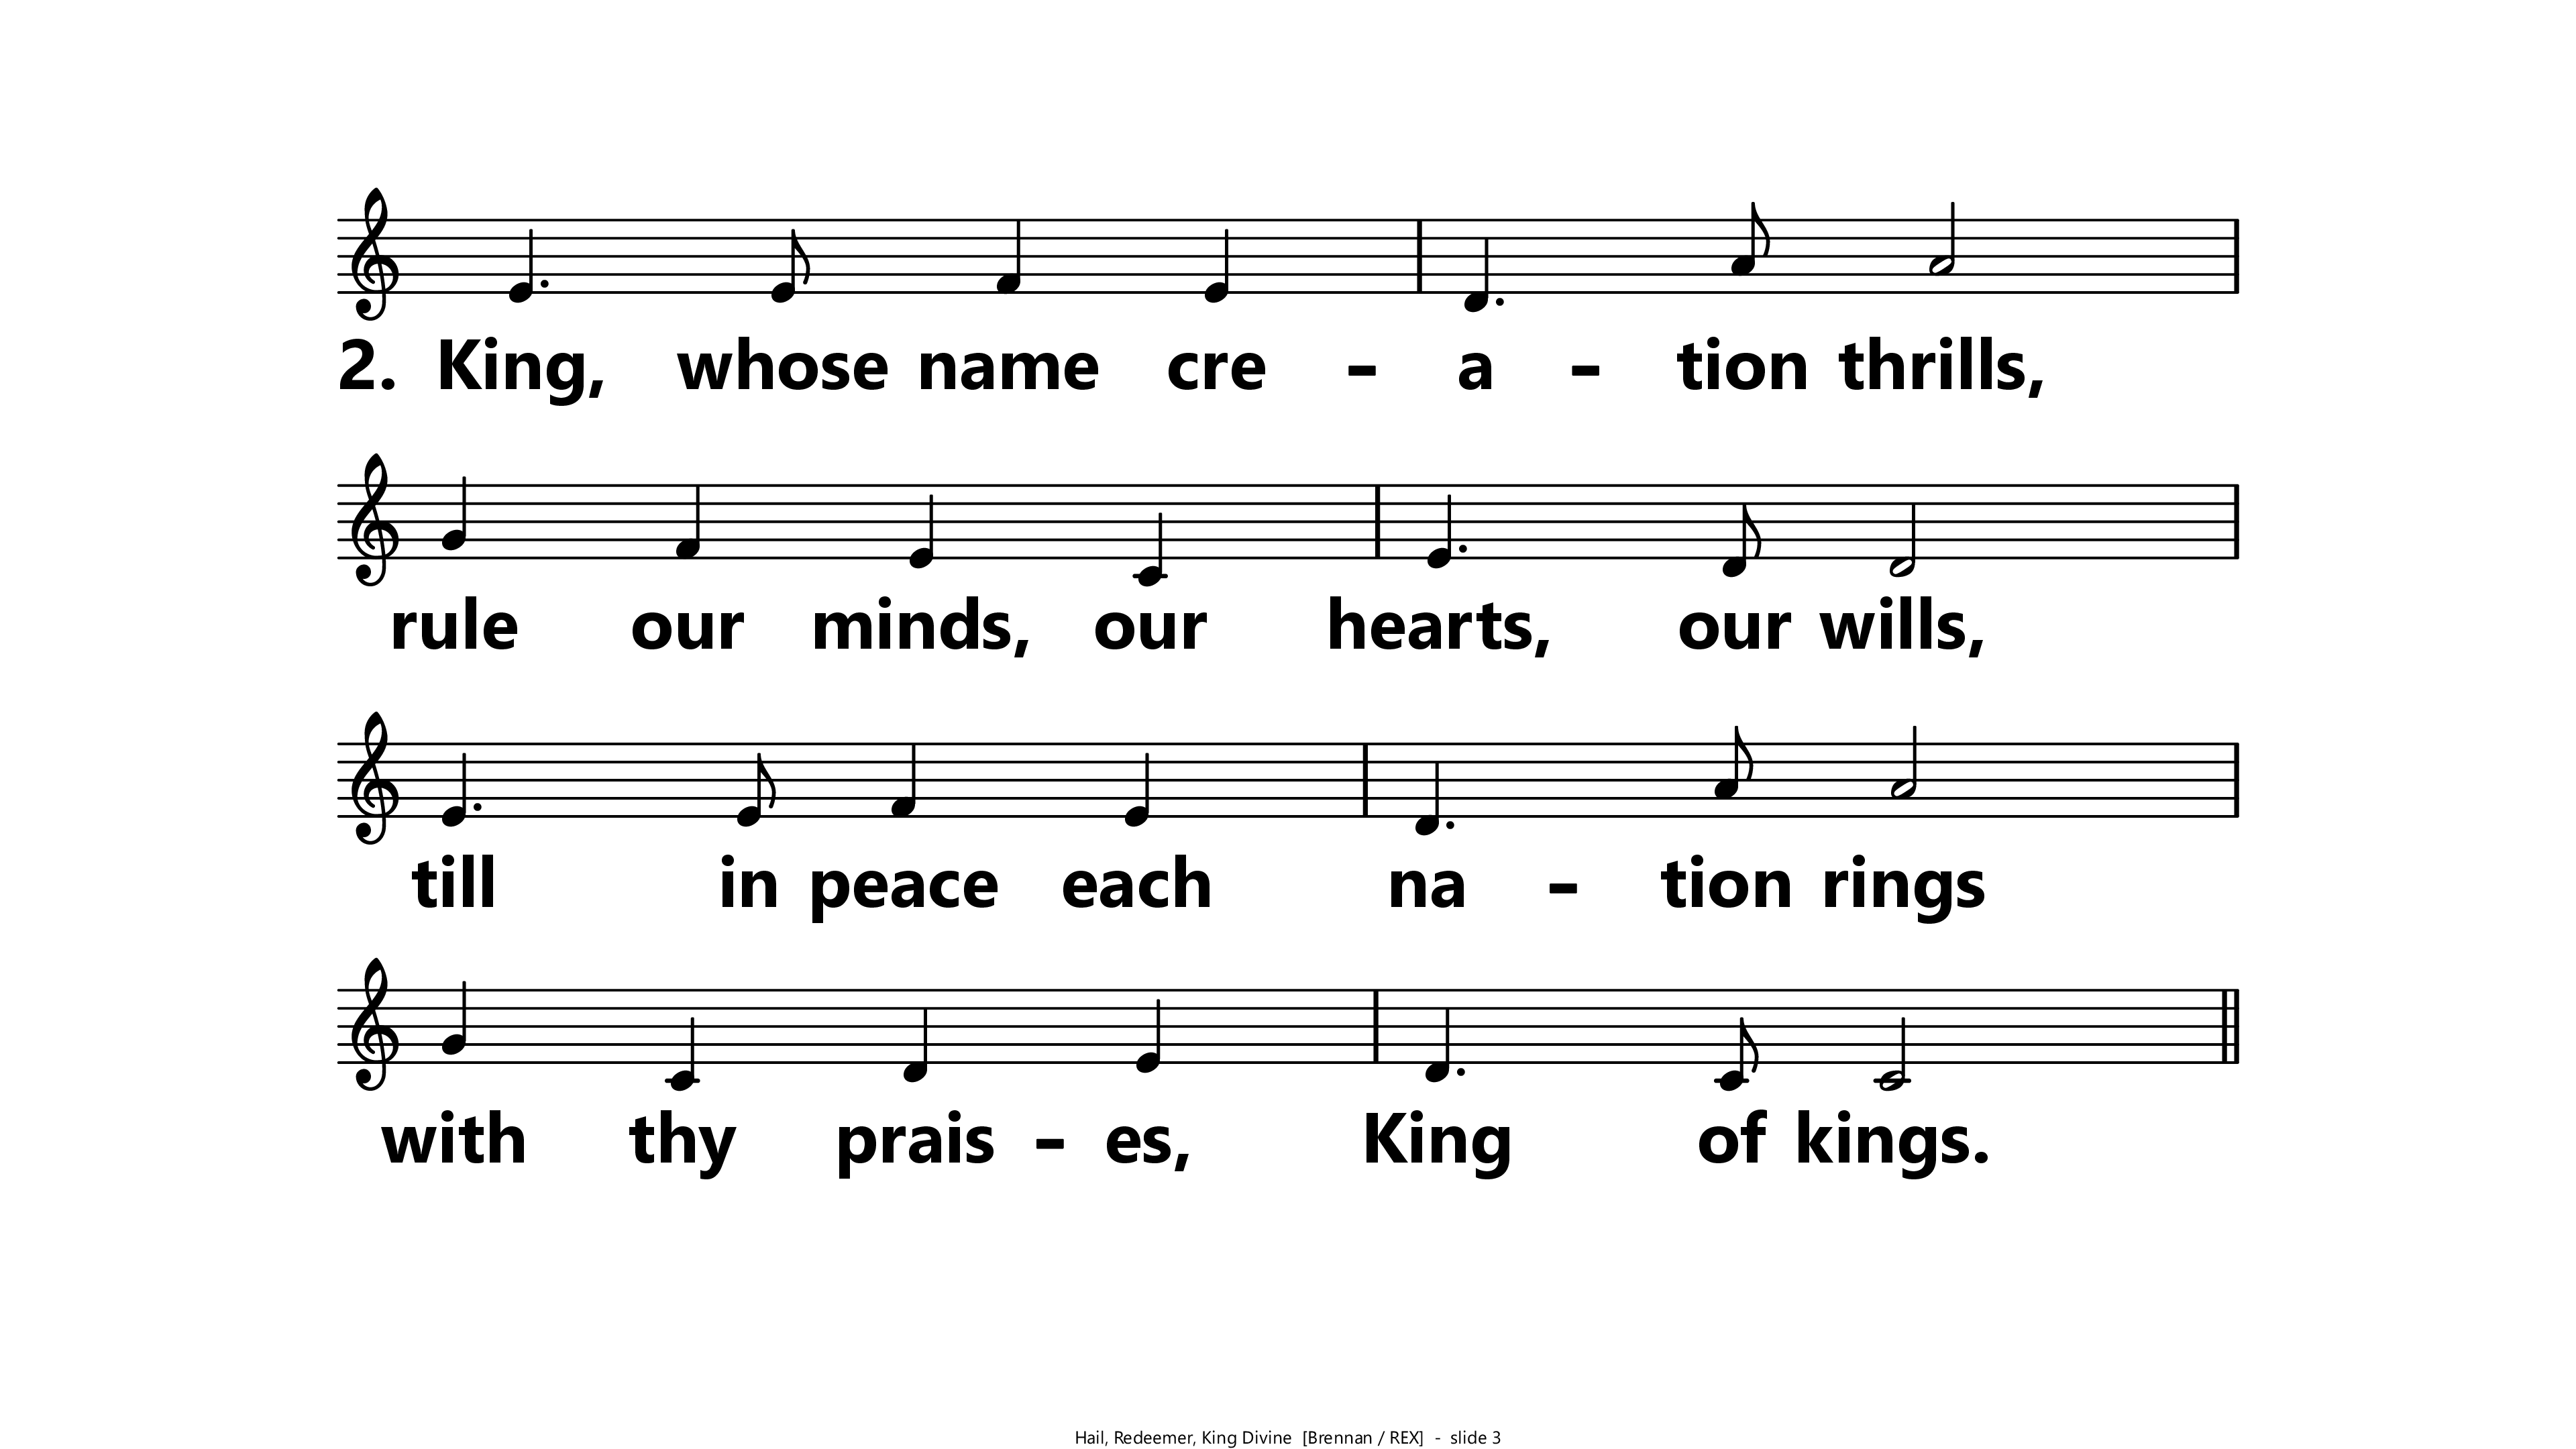 2. King, whose name cre - a - tion thrills,
rule our minds, our hearts, our wills,
till in peace each na - tion rings
with thy prais - es, King of kings.
Hail, Redeemer, King Divine [Brennan / REX] - slide 3